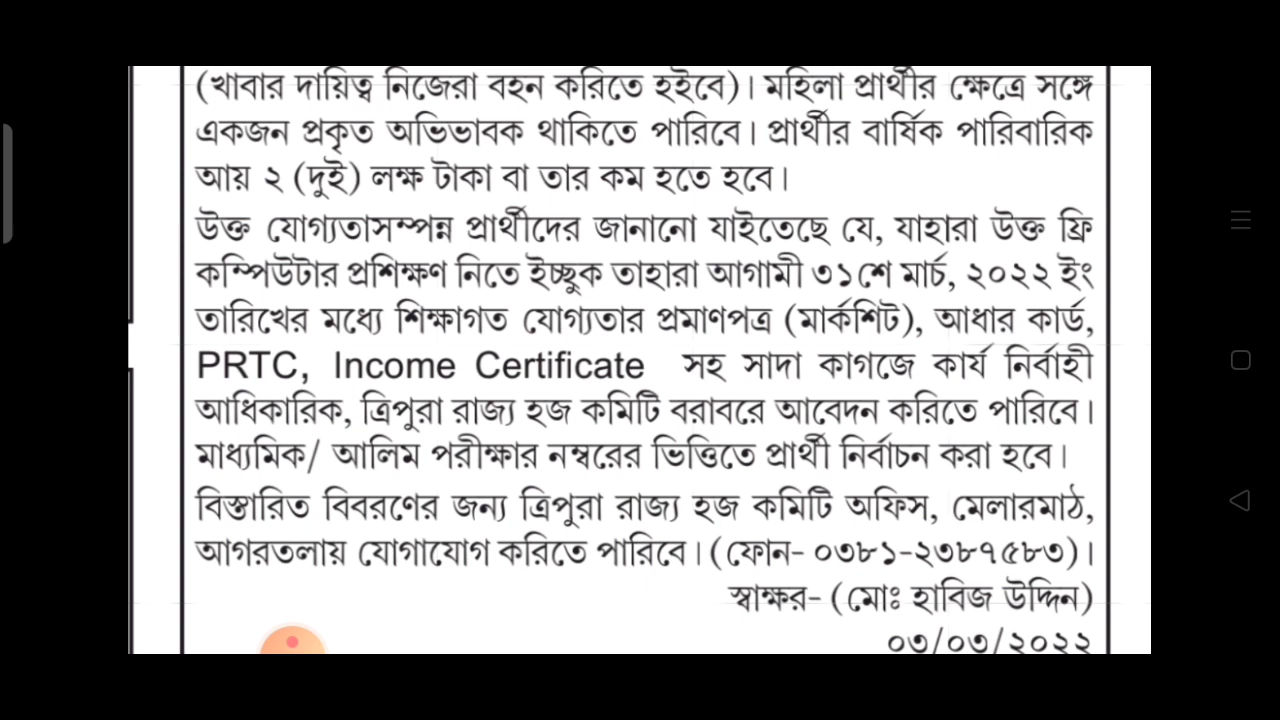 (খাবার দায়িত্ব নিজেরা বহন করিতে হইবে)। মহিলা প্রার্থীর ক্ষেত্রে সঙ্গে
একজন প্রকৃত অভিভাবক থাকিতে পারিবে। প্রার্থীর বার্ষিক পারিবারিক
আয় ২ (দুই) লক্ষ টাকা বা তার কম হতে হবে।
উক্ত যোগ্যতাসম্পন্ন প্রার্থীদের জানানো যাইতেছে যে, যাহারা উক্ত ফ্রি
কম্পিউটার প্রশিক্ষণ নিতে ইচ্ছুক তাহারা আগামী ৩১শে মার্চ, ২০২২ ইং
তারিখের মধ্যে শিক্ষাগত যোগ্যতার প্রমাণপত্র (মার্কশিট), আধার কার্ড,
PRTC, Income Certificate সহ সাদা কাগজে কার্য নির্বাহী
আধিকারিক, ত্রিপুরা রাজ্য হজ কমিটি বরাবরে আবেদন করিতে পারিবে।
মাধ্যমিক/ আলিম পরীক্ষার নম্বরের ভিত্তিতে প্রার্থী নির্বাচন করা হবে।
বিস্তারিত বিবরণের জন্য ত্রিপুরা রাজ্য হজ কমিটি অফিস, মেলারমাঠ,
আগরতলায় যোগাযোগ করিতে পারিবে। (ফোন- ০৩৮১-২৩৮৭৫৮৩)।
স্বাক্ষর- (মোঃ হাবিজ উদ্দিন)
০৩/০৩/২০২২